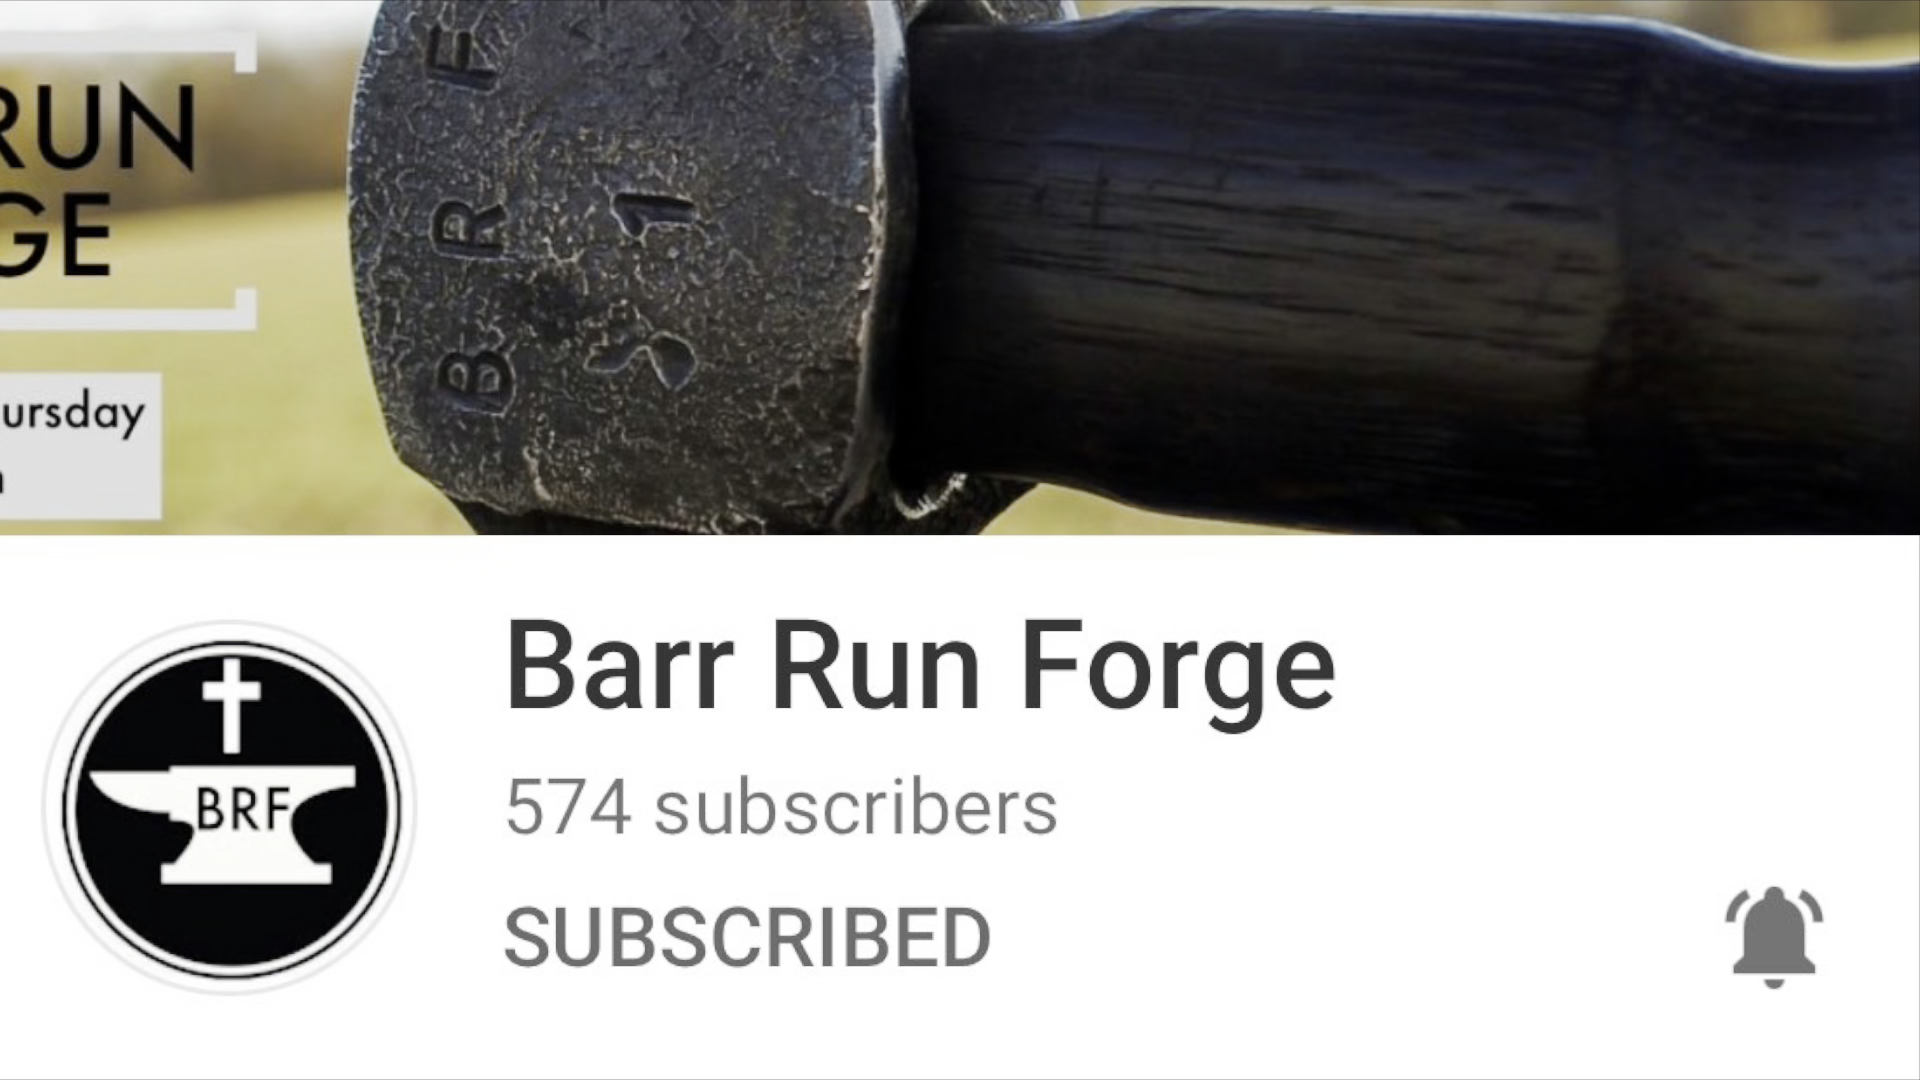 RUN
GE
ursday
B R F
1
Barr Run Forge
574 subscribers
SUBSCRIBED
BRF